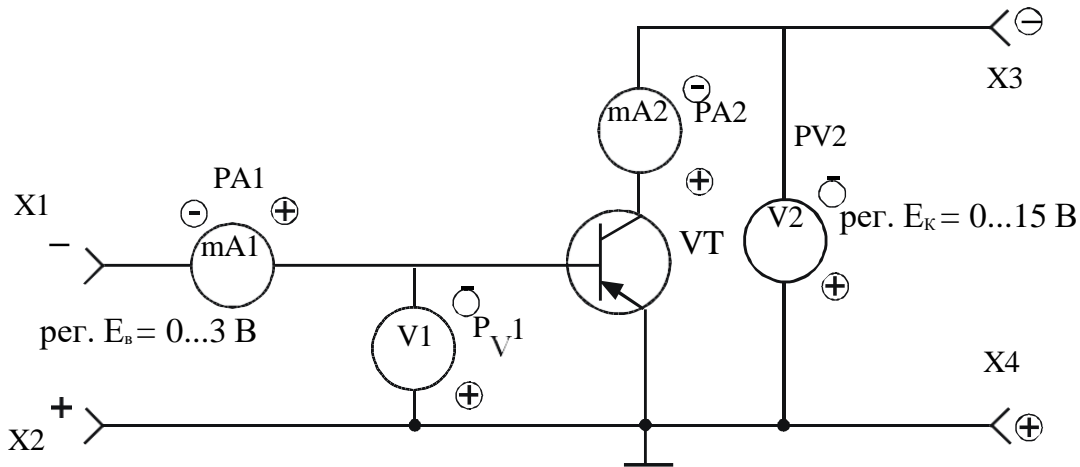 ⊖
X3
mA2
⊖
PA2
PV2
PA1
⊕
X1
⊖
⊕
V2
рег. Eк = 0...15 В
–
mA1
VT
⊕
рег. Eв = 0...3 В
V1
PV1
X4
+
⊕
X2
⊕